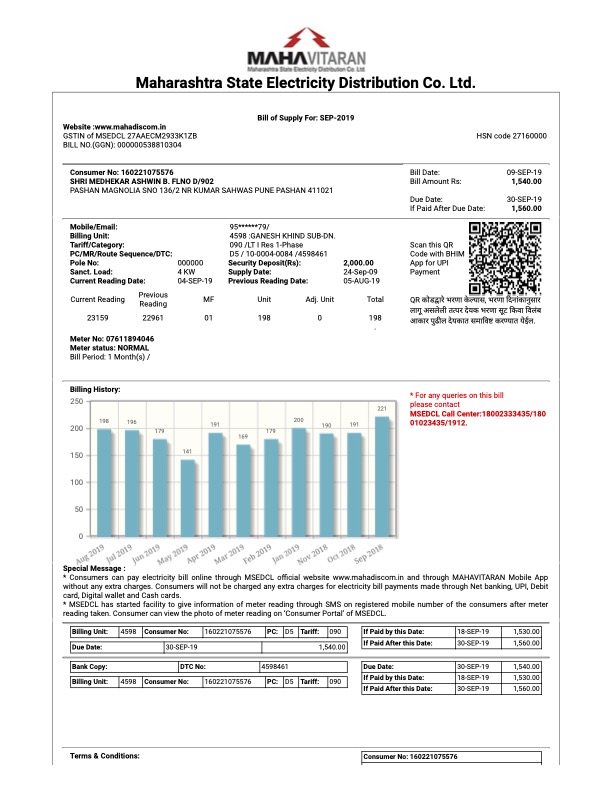 MAHAVITARAN
Maharashtra State Electricity Distribution Co. Ltd.
Maharashtra State Electricity Distribution Co. Ltd.
Bill of Supply For: SEP-2019
Website :www.mahadiscom.in
GSTIN of MSEDCL 27AAECM2933K1ZB HSN code 27160000
BILL NO.(GGN): 000000538810304
Consumer No: 160221075576 Bill Date: 09-SEP-19
SHRI MEDHEKAR ASHWIN B. FLNO D/902 Bill Amount Rs: 1,540.00
PASHAN MAGNOLIA SNO 136/2 NR KUMAR SAHWAS PUNE PASHAN 411021
Due Date: 30-SEP-19
If Paid After Due Date: 1,560.00
Mobile/Email: 95******79/
Billing Unit: 4598 :GANESH KHIND SUB-DN.
Tariff/Category: 090 /LT I Res 1-Phase
PC/MR/Route Sequence/DTC: D5 / 10-0004-0084 /4598461
Pole No: 000000 Security Deposit(Rs): 2,000.00
Sanct. Load: 4 KW Supply Date: 24-Sep-09
Current Reading Date: 04-SEP-19 Previous Reading Date: 05-AUG-19
Scan this QR
Code with BHIM
App for UPI
Payment
QR कोडद्वारे भरणा केल्यास, भरणा दिनांकानुसार
लागू असलेली तत्पर देयक भरणा सूट किंवा विलंब
आकार पुढील देयकात समाविष्ट करण्यात येईल.
Current Reading Previous Reading MF Unit Adj. Unit Total
23159 22961 01 198 0 198
Meter No: 07611894046
Meter status: NORMAL
Bill Period: 1 Month(s) /
Billing History:
* For any queries on this bill
please contact
MSEDCL Call Center:18002333435/180
01023435/1912.
250
200
150
100
50
0
198 196 179 141 191 169 179 200 190 191 221
Aug 2019 Jul 2019 Jun 2019 May 2019 Apr 2019 Mar 2019 Feb 2019 Jan 2019 Nov 2018 Oct 2018 Sep 2018
Special Message :
* Consumers can pay electricity bill online through MSEDCL official website www.mahadiscom.in and through MAHAVITARAN Mobile App
without any extra charges. Consumers will not be charged any extra charges for electricity bill payments made through Net banking, UPI, Debit
card, Digital wallet and Cash cards.
* MSEDCL has started facility to give information of meter reading through SMS on registered mobile number of the consumers after meter
reading taken. Consumer can view the photo of meter reading on 'Consumer Portal' of MSEDCL.
Billing Unit: 4598 Consumer No: 160221075576 PC: D5 Tariff: 090
Due Date: 30-SEP-19 1,540.00
If Paid by this Date: 18-SEP-19 1,530.00
If Paid After this Date: 30-SEP-19 1,560.00
Bank Copy: DTC No: 4598461
Billing Unit: 4598 Consumer No: 160221075576 PC: D5 Tariff: 090
Due Date: 30-SEP-19 1,540.00
If Paid by this Date: 18-SEP-19 1,530.00
If Paid After this Date: 30-SEP-19 1,560.00
Terms & Conditions: Consumer No: 160221075576